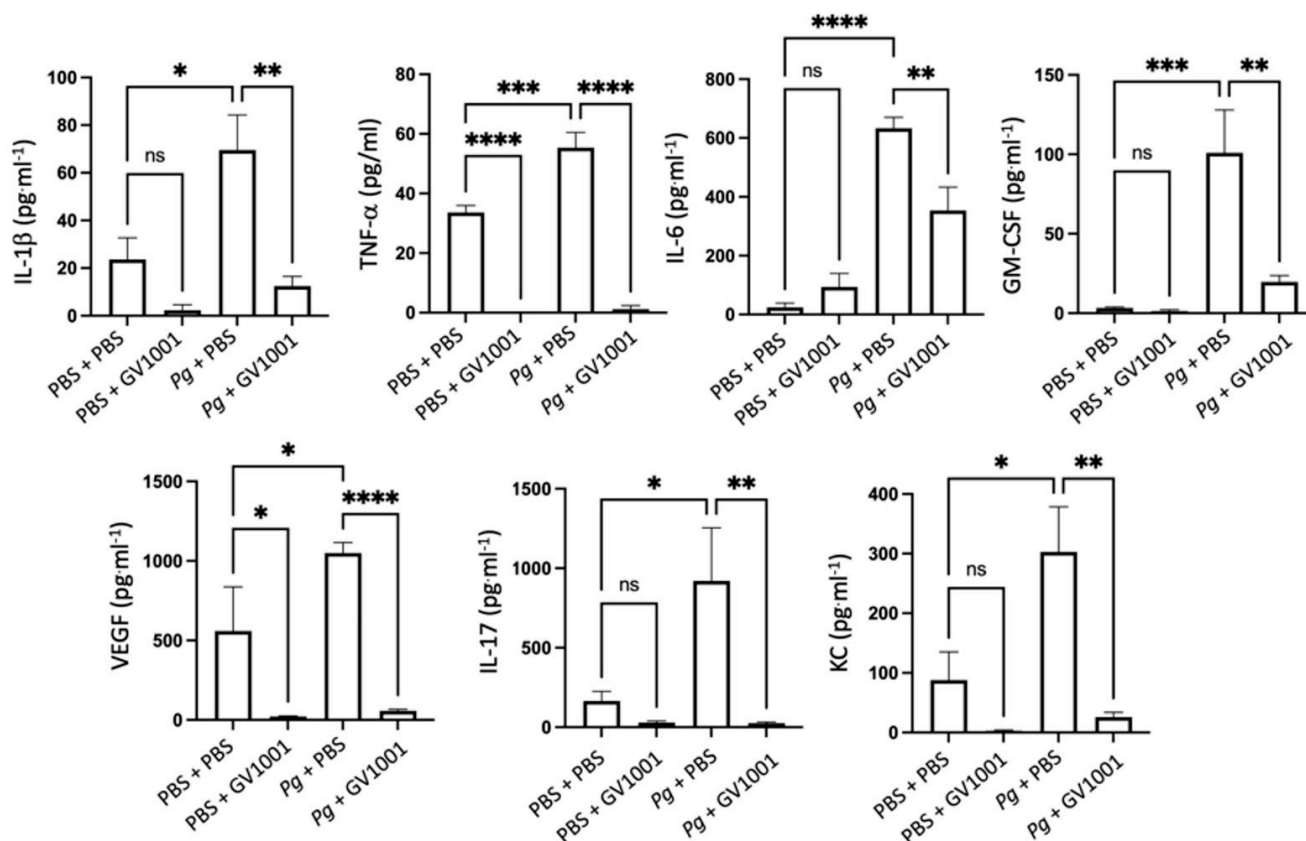 IL-1β (pg·ml⁻¹)
100
80
60
40
20
0
*
**
ns
PBS + PBS
PBS + GV1001
Pg + PBS
Pg + GV1001
TNF-α (pg/ml)
80
60
40
20
0
***
****
****
PBS + PBS
PBS + GV1001
Pg + PBS
Pg + GV1001
IL-6 (pg·ml⁻¹)
800
600
400
200
0
****
ns
**
PBS + PBS
PBS + GV1001
Pg + PBS
Pg + GV1001
GM-CSF (pg·ml⁻¹)
150
100
50
0
***
**
ns
PBS + PBS
PBS + GV1001
Pg + PBS
Pg + GV1001
VEGF (pg·ml⁻¹)
1500
1000
500
0
*
*
****
PBS + PBS
PBS + GV1001
Pg + PBS
Pg + GV1001
IL-17 (pg·ml⁻¹)
1500
1000
500
0
*
**
ns
PBS + PBS
PBS + GV1001
Pg + PBS
Pg + GV1001
KC (pg·ml⁻¹)
400
300
200
100
0
*
**
ns
PBS + PBS
PBS + GV1001
Pg + PBS
Pg + GV1001